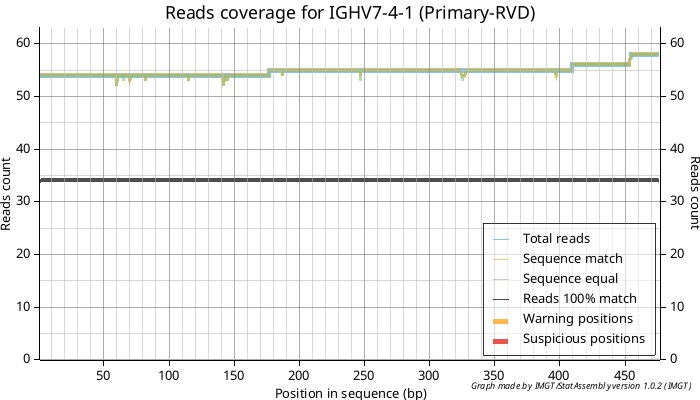 Reads coverage for IGHV7-4-1 (Primary-RVD)
60 60
50 50
40 40
30 30
20 20
10 10
0 0
Reads count
Reads count
Total reads
Sequence match
Sequence equal
Reads 100% match
Warning positions
Suspicious positions
50 100 150 200 250 300 350 400 450
Position in sequence (bp)
Graph made by IMGT/StatAssembly version 1.0.2 (IMGT)